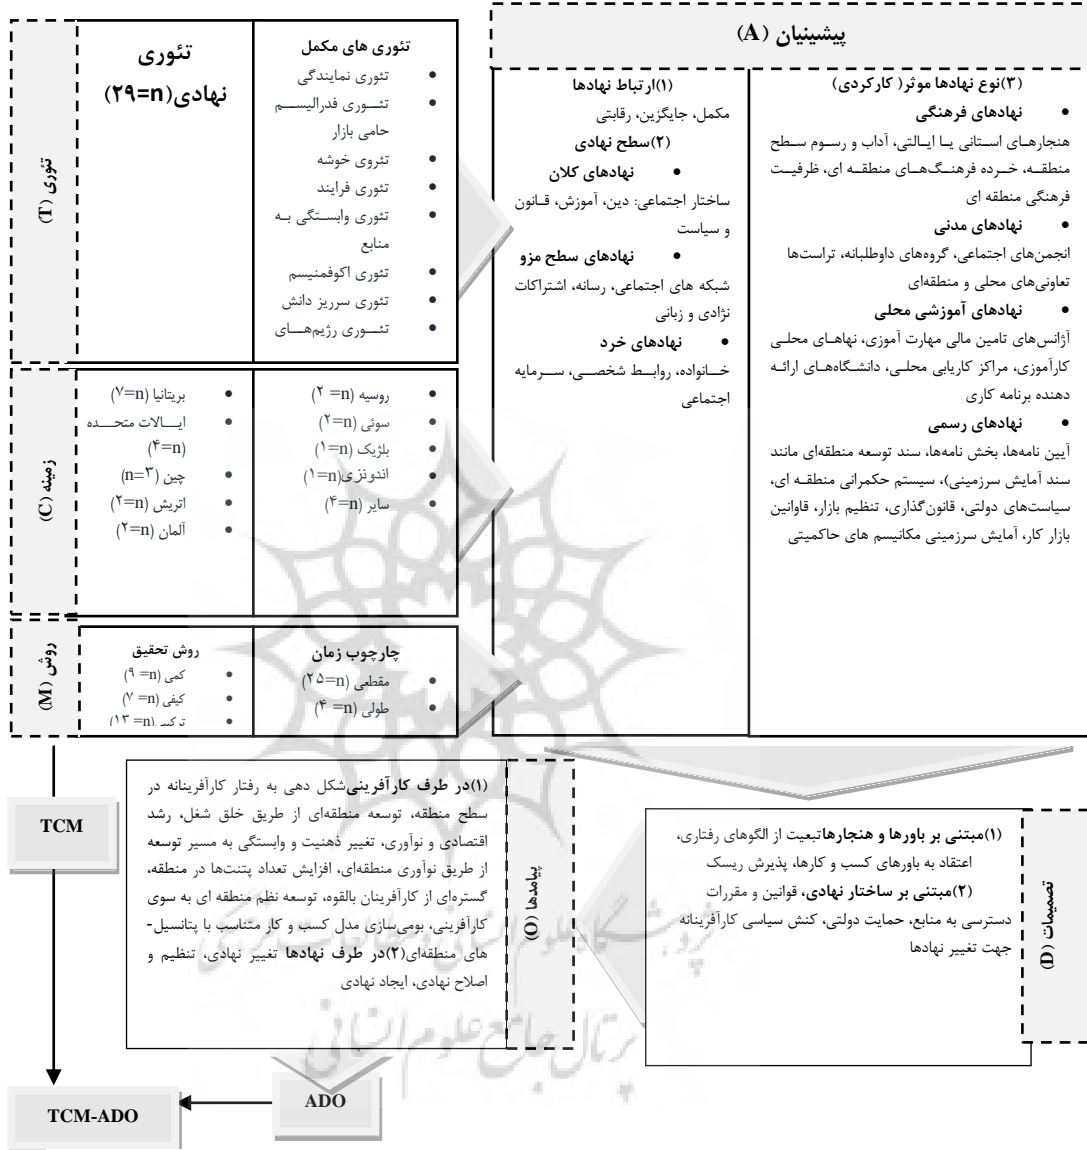 پیشینیان (A)
(۳)نوع نهادها موثر( کارکردی)
• نهادهای فرهنگی
هنجارهای استانی یا ایالتی، آداب و رسوم سطح
منطقه، خرده فرهنگ‌های منطقه ای، ظرفیت
فرهنگی منطقه ای
• نهادهای مدنی
انجمن‌های اجتماعی، گروه‌های داوطلبانه، تراست‌ها
تعاونی‌های محلی و منطقه‌ای
• نهادهای آموزشی محلی
آژانس‌های تامین مالی مهارت آموزی، نهاهای محلی
کارآموزی، مراکز کاریابی محلی، دانشگاه‌های ارائه
دهنده برنامه کاری
• نهادهای رسمی
آیین نامه‌ها، بخش نامه‌ها، سند توسعه منطقه‌ای مانند
سند آمایش سرزمینی)، سیستم حکمرانی منطقه ای،
سیاست‌های دولتی، قانون‌گذاری، تنظیم بازار، قاوانین
بازار کار، آمایش سرزمینی مکانیسم های حاکمیتی
(۱)ارتباط نهادها
مکمل، جایگزین، رقابتی
(۲)سطح نهادی
• نهادهای کلان
ساختار اجتماعی: دین، آموزش، قانون
و سیاست
• نهادهای سطح مزو
شبکه های اجتماعی، رسانه، اشتراکات
نژادی و زبانی
• نهادهای خرد
خانواده، روابط شخصی، سرمایه
اجتماعی
تئوری های مکمل
• تئوری نمایندگی
• تئوری فدرالیسم
حامی بازار
• تئروی خوشه
• تئوری فرایند
• تئوری وابستگی به
منابع
• تئوری اکوفمنیسم
• تئوری سرریز دانش
• تئوری رژیم‌های
تئوری
نهادی(n=۲۹)
تئوری (T)
• روسیه (n= ۲)
• سوئی (n=۲)
• بلژیک (n=۱)
• اندونزی(n=۱)
• سایر (n=۴)
• بریتانیا (n=۷)
• ایالات متحده
(n=۴)
• چین (n=۳)
• اتریش (n=۲)
• آلمان (n=۲)
زمینه (C)
چارچوب زمان
• مقطعی (n=۲۵)
• طولی (n= ۴)
روش تحقیق
• کمی (n= ۹)
• کیفی (n= ۷)
• ترکیبی(n= ۱۳)
روش (M)
TCM
(۱)در طرف کارآفرینی شکل دهی به رفتار کارآفرینانه در
سطح منطقه، توسعه منطقه‌ای از طریق خلق شغل، رشد
اقتصادی و نوآوری، تغییر ذهنیت و وابستگی به مسیر توسعه
از طریق نوآوری منطقه‌ای، افزایش تعداد پتنت‌ها در منطقه،
گستره‌ای از کارآفرینان بالقوه، توسعه نظم منطقه ای به سوی
کارآفرینی، بومی‌سازی مدل کسب و کار متناسب با پتانسیل-
های منطقه‌ای(۲)در طرف نهادها تغییر نهادی، تنظیم و
اصلاح نهادی، ایجاد نهادی
پیامدها (O)
(۱)مبتنی بر باورها و هنجارهاتبعیت از الگوهای رفتاری،
اعتقاد به باورهای کسب و کارها، پذیرش ریسک
(۲)مبتنی بر ساختار نهادی، قوانین و مقررات
دسترسی به منابع، حمایت دولتی، کنش سیاسی کارآفرینانه
جهت تغییر نهادها
تصمیمات (D)
پرتال جامع علوم انسانی
ADO
TCM-ADO